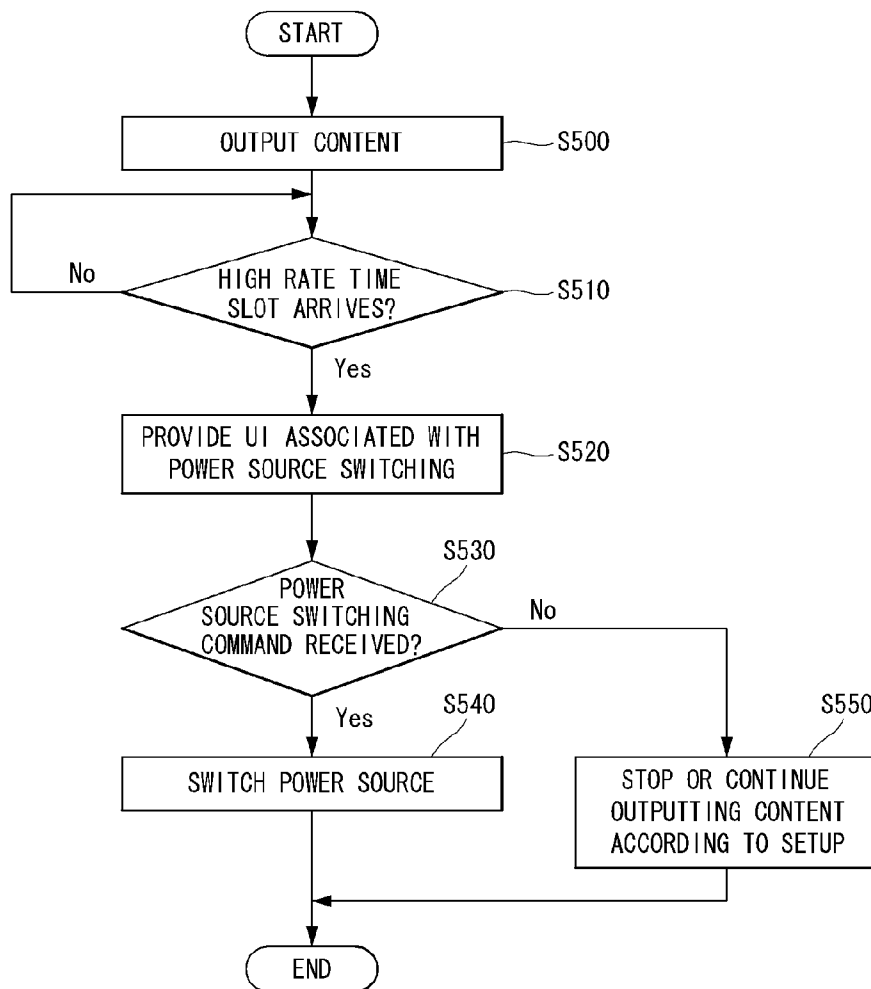 START
OUTPUT CONTENT
S500
No
HIGH RATE TIME
SLOT ARRIVES?
S510
Yes
PROVIDE UI ASSOCIATED WITH
POWER SOURCE SWITCHING
S520
S530
POWER
SOURCE SWITCHING
COMMAND RECEIVED?
No
Yes
S540
S550
SWITCH POWER SOURCE
STOP OR CONTINUE
OUTPUTTING CONTENT
ACCORDING TO SETUP
END